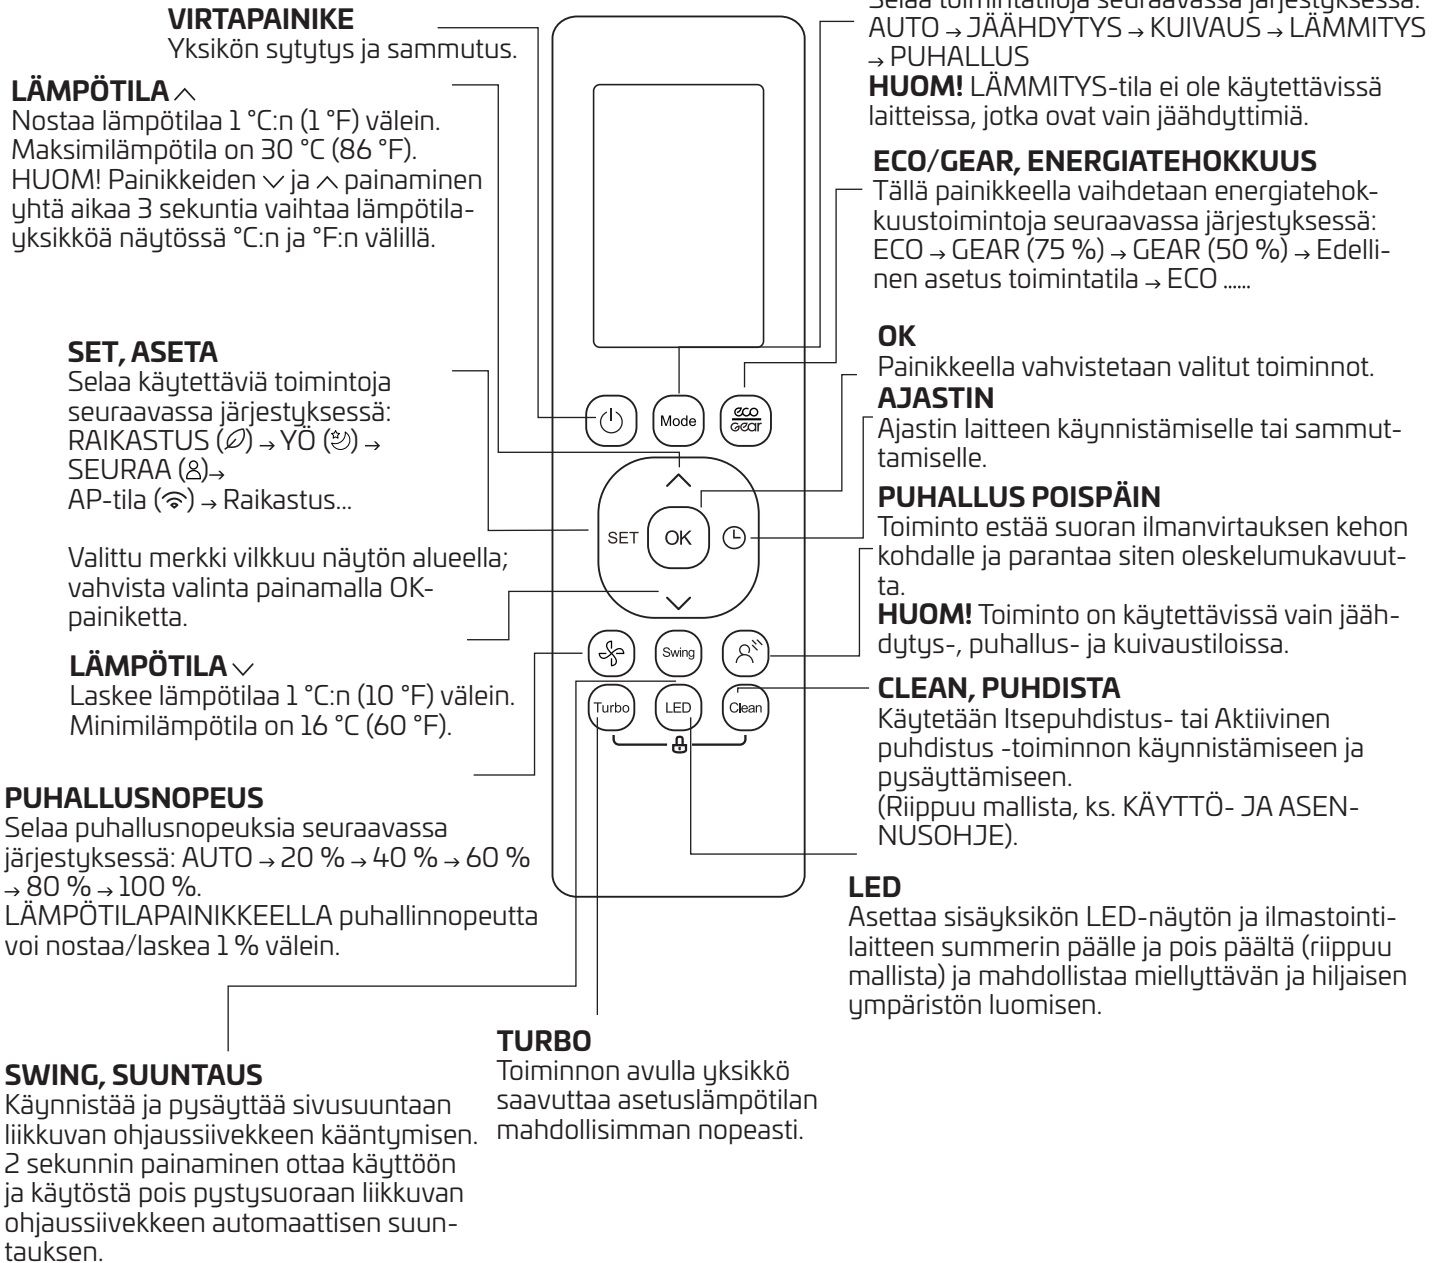 VIRTAPAINIKE
Yksikön sytytys ja sammutus.
LÄMPÖTILA ︿
Nostaa lämpötilaa 1 °C:n (1 °F) välein.
Maksimilämpötila on 30 °C (86 °F).
HUOM! Painikkeiden ﹀ ja ︿ painaminen
yhtä aikaa 3 sekuntia vaihtaa lämpötila-
yksikköä näytössä °C:n ja °F:n välillä.
SET, ASETA
Selaa käytettäviä toimintoja
seuraavassa järjestyksessä:
RAIKASTUS () → YÖ () →
SEURAA ()→
AP-tila () → Raikastus...
Valittu merkki vilkkuu näytön alueella;
vahvista valinta painamalla OK-
painiketta.
LÄMPÖTILA ﹀
Laskee lämpötilaa 1 °C:n (10 °F) välein.
Minimilämpötila on 16 °C (60 °F).
PUHALLUSNOPEUS
Selaa puhallusnopeuksia seuraavassa
järjestyksessä: AUTO → 20 % → 40 % → 60 %
→ 80 % → 100 %.
LÄMPÖTILAPAINIKKEELLA puhallinnopeutta
voi nostaa/laskea 1 % välein.
SWING, SUUNTAUS
Käynnistää ja pysäyttää sivusuuntaan
liikkuvan ohjaussiivekkeen kääntymisen.
2 sekunnin painaminen ottaa käyttöön
ja käytöstä pois pystysuoraan liikkuvan
ohjaussiivekkeen automaattisen suun-
tauksen.
Mode
eco
Gear
SET
OK
Swing
Turbo
LED
Clean
TURBO
Toiminnon avulla yksikkö
saavuttaa asetuslämpötilan
mahdollisimman nopeasti.
Selaa toimintatiloja seuraavassa järjestyksessä:
AUTO → JÄÄHDYTYS → KUIVAUS → LÄMMITYS
→ PUHALLUS
HUOM! LÄMMITYS-tila ei ole käytettävissä
laitteissa, jotka ovat vain jäähdyttimiä.
ECO/GEAR, ENERGIATEHOKKUUS
Tällä painikkeella vaihdetaan energiatehok-
kuustoimintoja seuraavassa järjestyksessä:
ECO → GEAR (75 %) → GEAR (50 %) → Edelli-
nen asetus toimintatila → ECO ......
OK
Painikkeella vahvistetaan valitut toiminnot.
AJASTIN
Ajastin laitteen käynnistämiselle tai sammut-
tamiselle.
PUHALLUS POISPÄIN
Toiminto estää suoran ilmanvirtauksen kehon
kohdalle ja parantaa siten oleskelumukavuut-
ta.
HUOM! Toiminto on käytettävissä vain jääh-
dytys-, puhallus- ja kuivaustiloissa.
CLEAN, PUHDISTA
Käytetään Itsepuhdistus- tai Aktiivinen
puhdistus -toiminnon käynnistämiseen ja
pysäyttämiseen.
(Riippuu mallista, ks. KÄYTTÖ- JA ASEN-
NUSOHJE).
LED
Asettaa sisäyksikön LED-näytön ja ilmastointi-
laitteen summerin päälle ja pois päältä (riippuu
mallista) ja mahdollistaa miellyttävän ja hiljaisen
ympäristön luomisen.